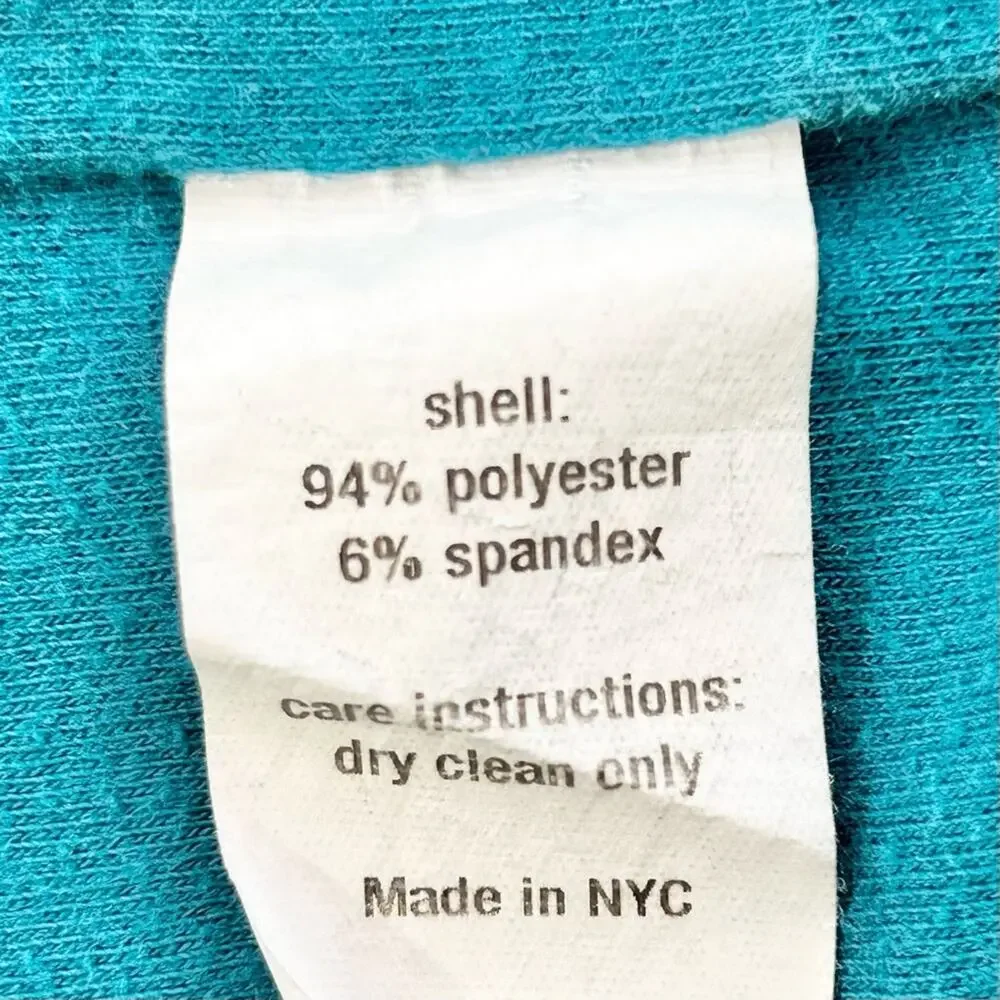 shell:
94% polyester
6% spandex
care instructions:
dry clean only
Made in NYC